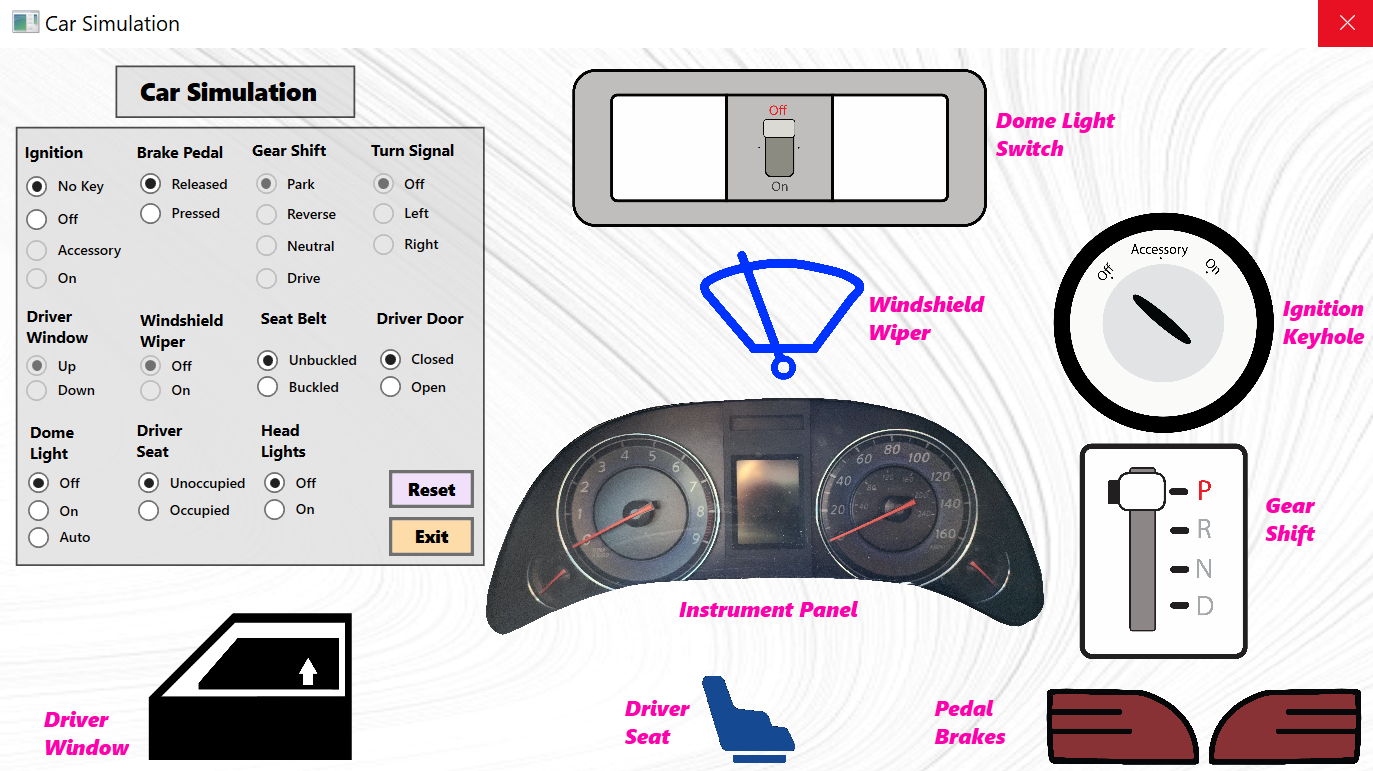 Car Simulation
Car Simulation
Ignition
No Key
Off
Accessory
On
Brake Pedal
Released
Pressed
Gear Shift
Park
Reverse
Neutral
Drive
Turn Signal
Off
Left
Right
Driver
Window
Up
Down
Windshield
Wiper
Off
On
Seat Belt
Unbuckled
Buckled
Driver Door
Closed
Open
Dome
Light
Off
On
Auto
Driver
Seat
Unoccupied
Occupied
Head
Lights
Off
On
Reset
Exit
Off
On
Dome Light
Switch
Windshield
Wiper
Off
Accessory
On
Ignition
Keyhole
1
2
3
4
5
6
7
8
9
20
40
60
80
100
120
140
160
Instrument Panel
P
R
N
D
Gear
Shift
Driver
Window
Driver
Seat
Pedal
Brakes